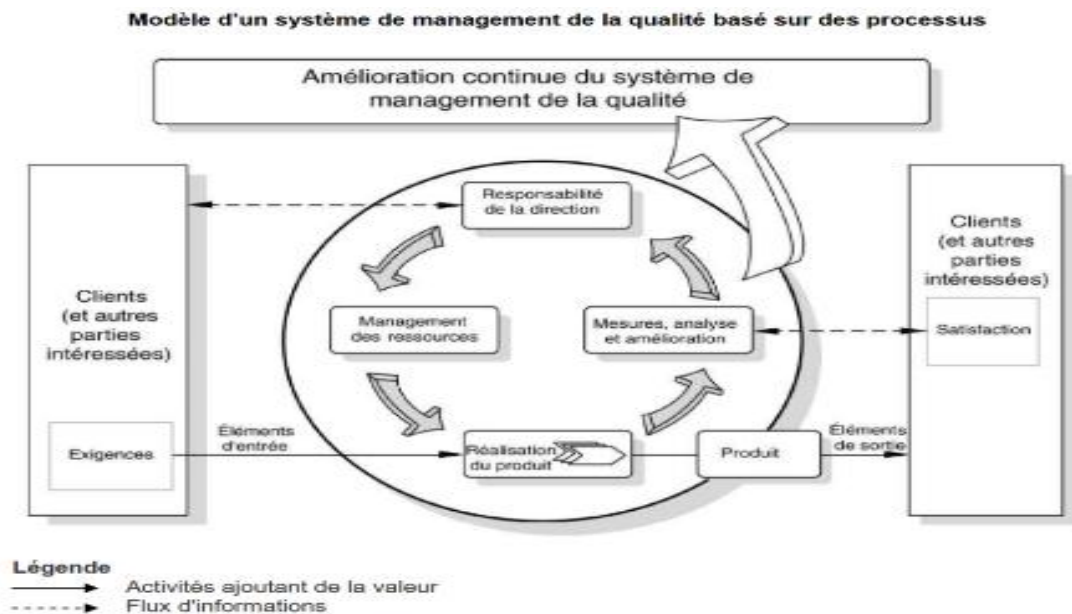 Modèle d'un système de management de la qualité basé sur des processus
Amélioration continue du système de
management de la qualité
Responsabilité
de la direction
Clients
(et autres
parties
intéressées)
Clients
(et autres
parties
intéressées)
Management
des ressources
Mesures, analyse
et amélioration
Satisfaction
Exigences
Éléments
d'entrée
Réalisation
du produit
Produit
Éléments
de sortie
Légende
Activités ajoutant de la valeur
Flux d'informations